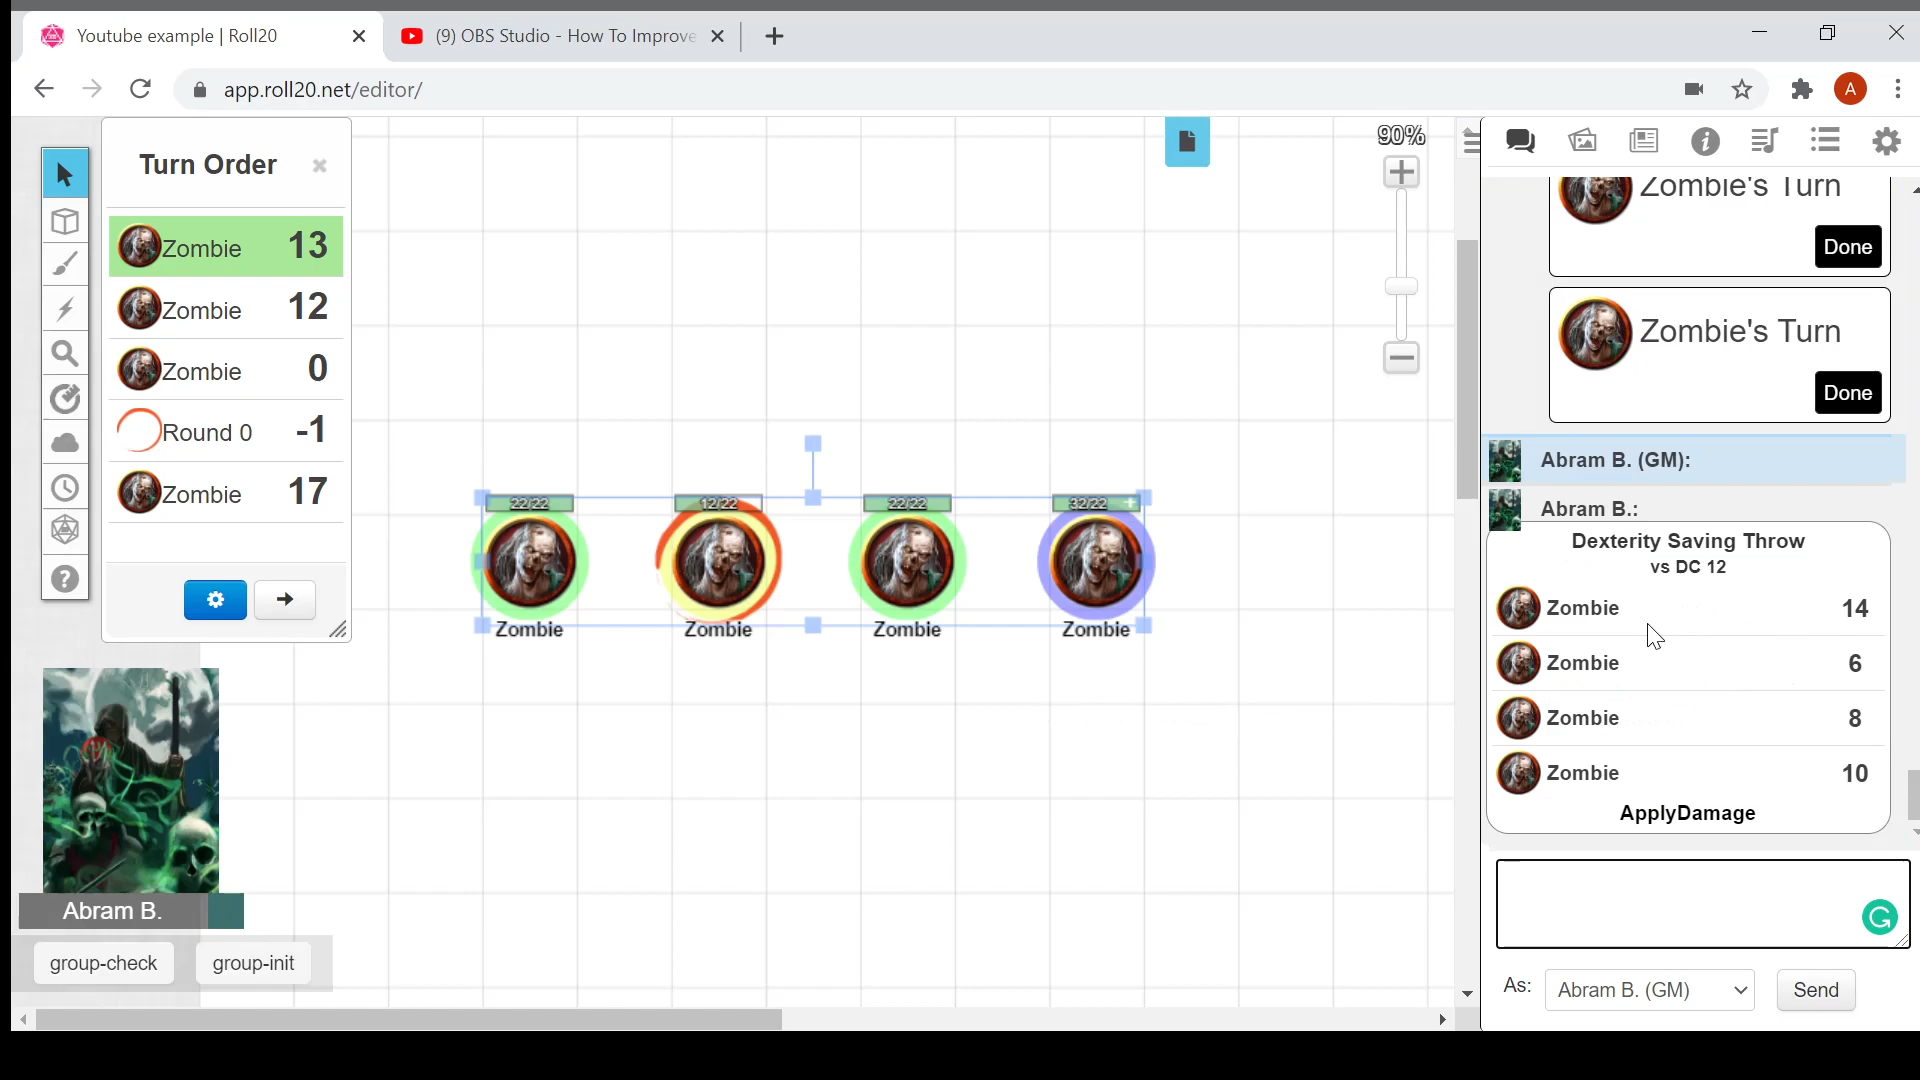 Youtube example | Roll20
(9) OBS Studio - How To Improve
app.roll20.net/editor/
Turn Order
Zombie 13
Zombie 12
Zombie 0
Round 0 -1
Zombie 17
90%
22/22
12/22
22/22
32/22
Zombie
Zombie
Zombie
Zombie
Abram B.
group-check
group-init
Zombie's Turn
Done
Zombie's Turn
Done
Abram B. (GM):
Abram B.:
Dexterity Saving Throw
vs DC 12
Zombie 14
Zombie 6
Zombie 8
Zombie 10
ApplyDamage
As: Abram B. (GM)
Send
A